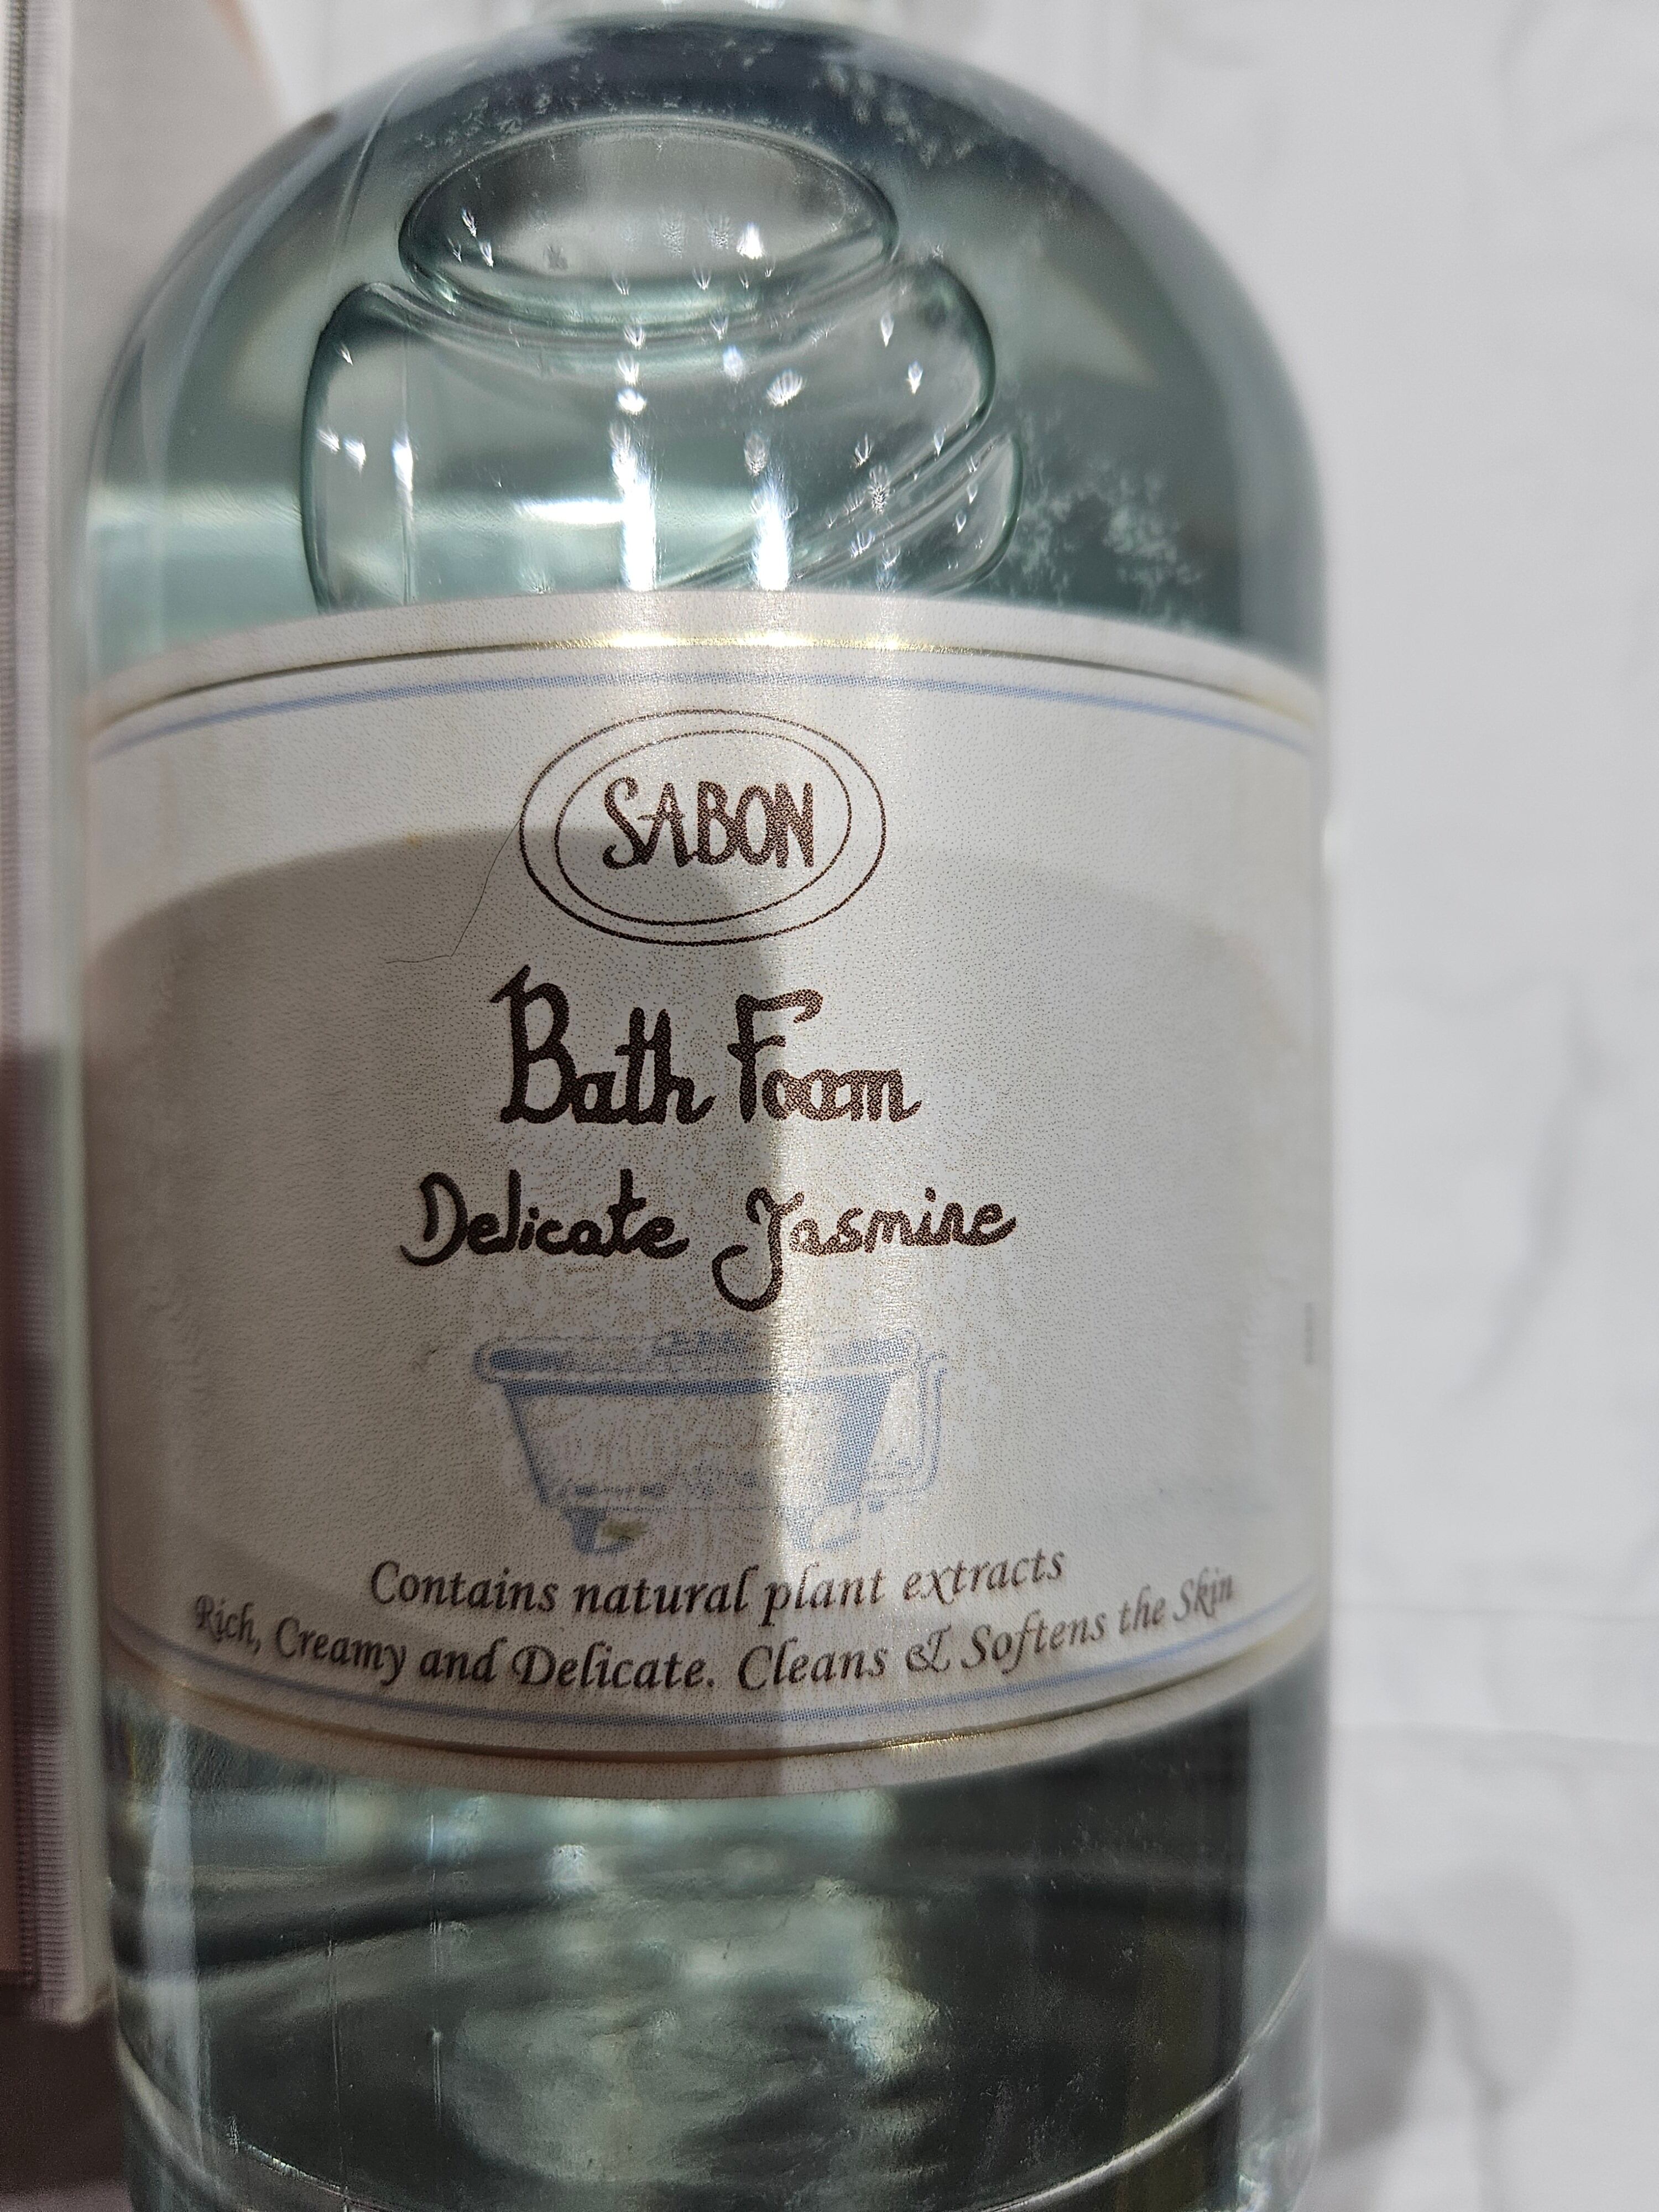 SABON
Bath Foam
Delicate Jasmine
Contains natural plant extracts
Rich, Creamy and Delicate. Cleans & Softens the Skin